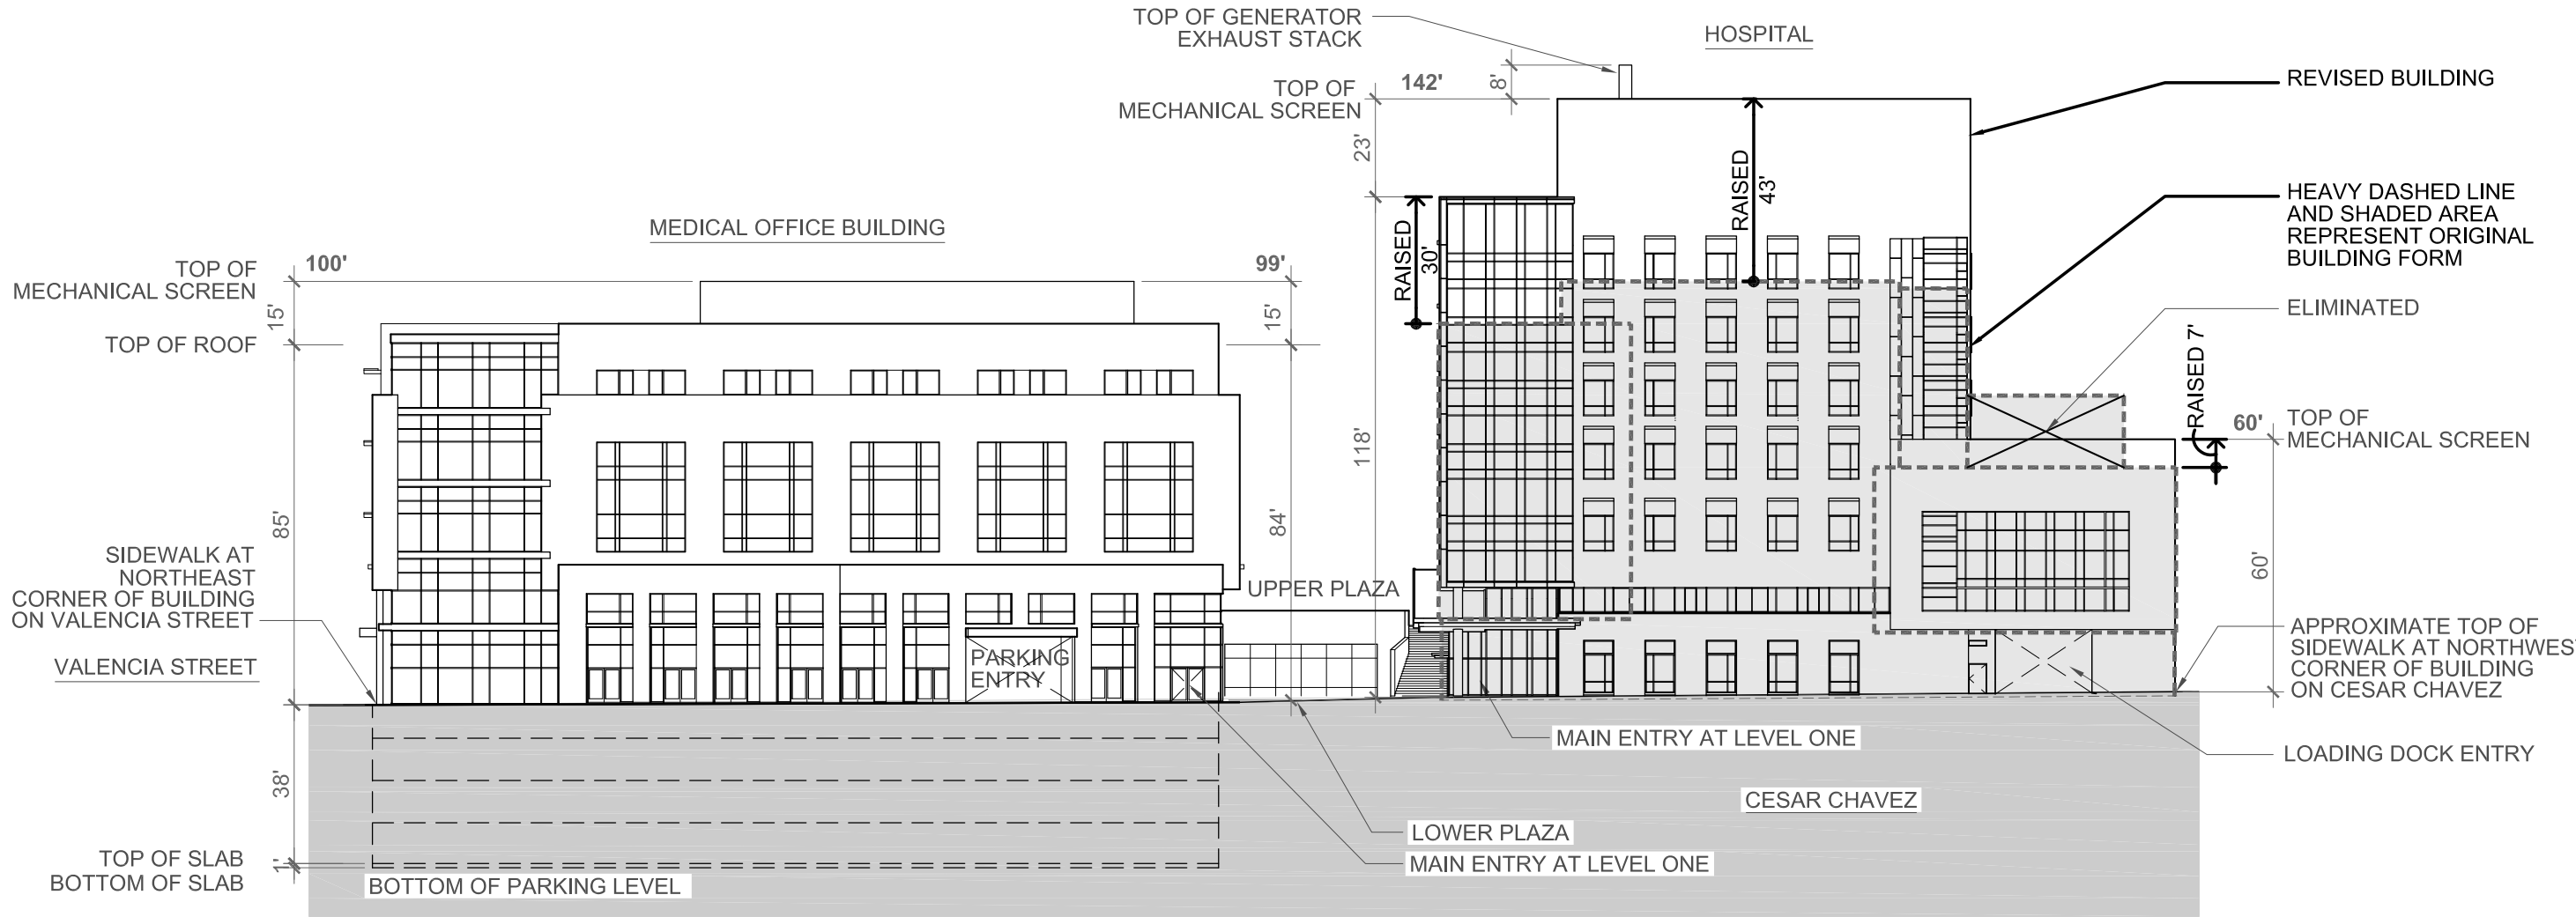 TOP OF GENERATOR
EXHAUST STACK
HOSPITAL
8'
142'
TOP OF
MECHANICAL SCREEN
23'
REVISED BUILDING
RAISED
43'
RAISED
30'
HEAVY DASHED LINE
AND SHADED AREA
REPRESENT ORIGINAL
BUILDING FORM
ELIMINATED
RAISED 7'
60'
TOP OF
MECHANICAL SCREEN
118'
60'
MEDICAL OFFICE BUILDING
TOP OF
MECHANICAL SCREEN
100'
99'
15'
15'
TOP OF ROOF
85'
84'
SIDEWALK AT
NORTHEAST
CORNER OF BUILDING
ON VALENCIA STREET
VALENCIA STREET
UPPER PLAZA
PARKING
ENTRY
APPROXIMATE TOP OF
SIDEWALK AT NORTHWEST
CORNER OF BUILDING
ON CESAR CHAVEZ
MAIN ENTRY AT LEVEL ONE
LOADING DOCK ENTRY
CESAR CHAVEZ
38'
LOWER PLAZA
MAIN ENTRY AT LEVEL ONE
TOP OF SLAB
1'
BOTTOM OF SLAB
BOTTOM OF PARKING LEVEL